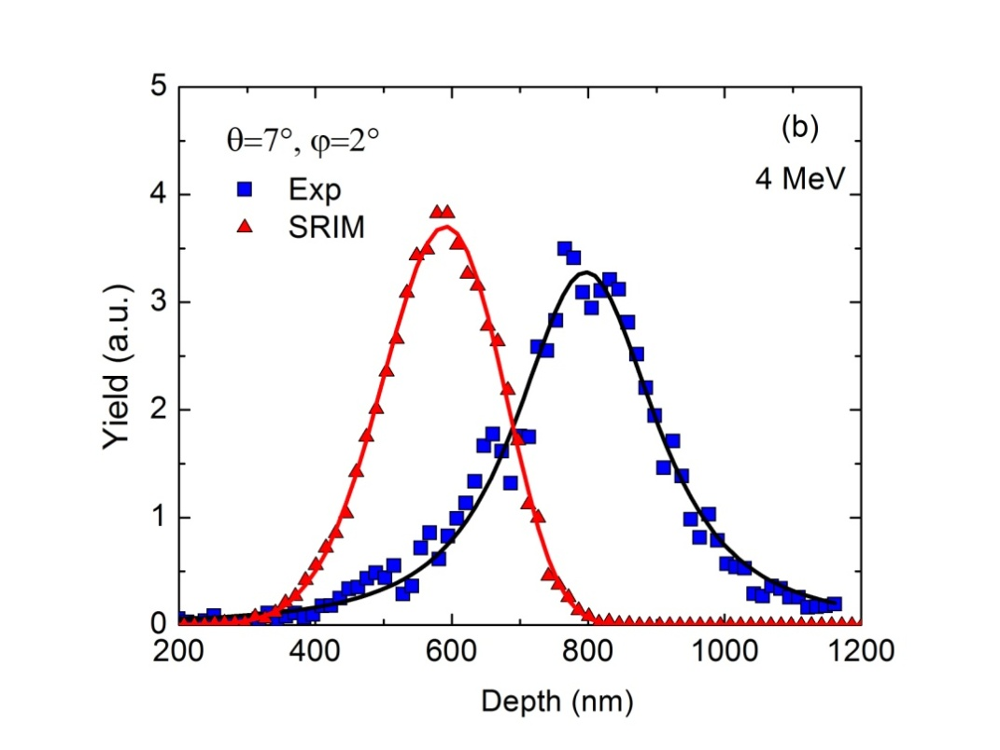 5
(b)
θ=7°, φ=2°
4 MeV
Exp
4
SRIM
3
Yield (a.u.)
2
1
0
200 400 600 800 1000 1200
Depth (nm)